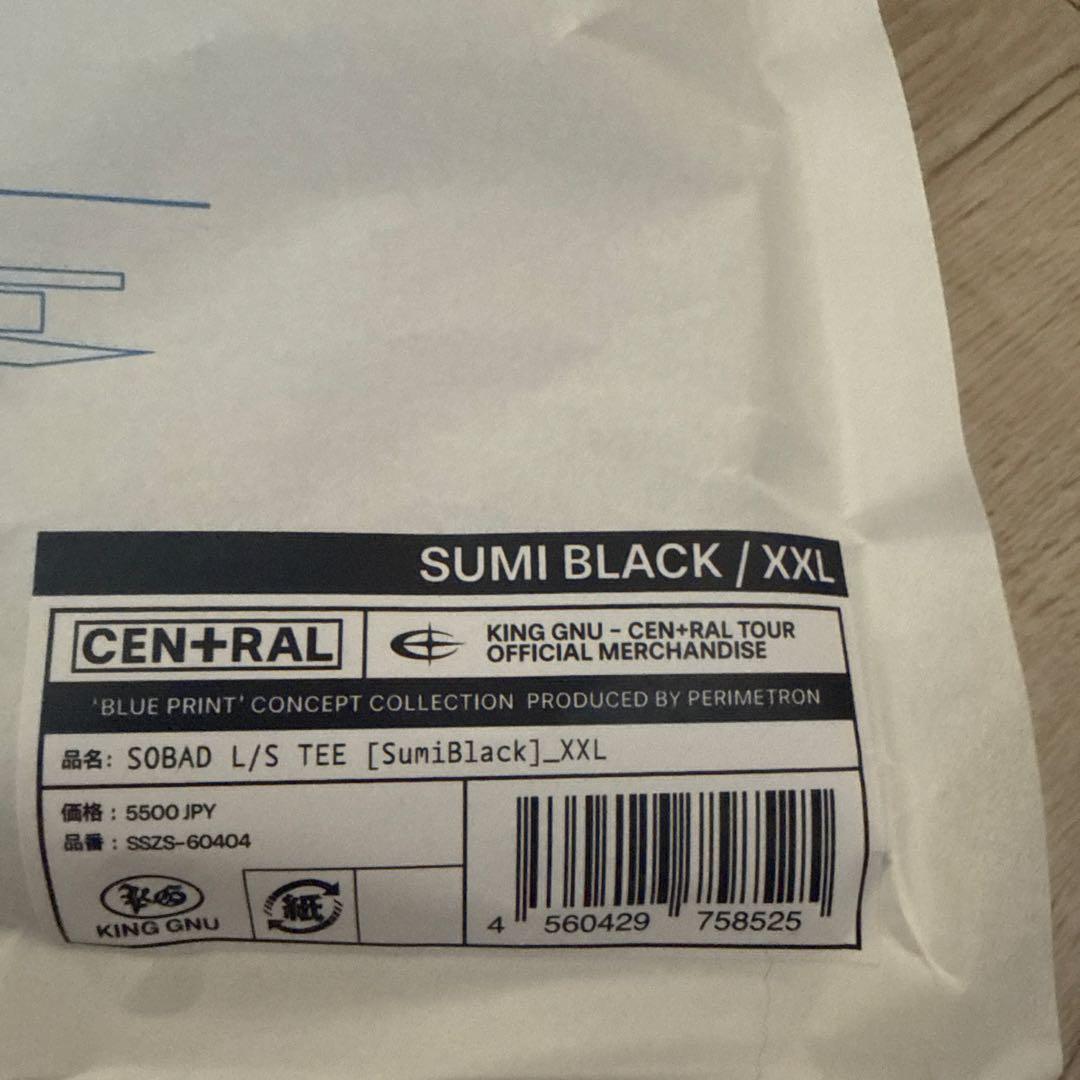 SUMI BLACK / XXL
CEN+RAL
KING GNU – CEN+RAL TOUR
OFFICIAL MERCHANDISE
'BLUE PRINT' CONCEPT COLLECTION PRODUCED BY PERIMETRON
品名: SOBAD L/S TEE [SumiBlack]_XXL
価格 : 5500 JPY
品番 : SSZS-60404
KING GNU
紙
4 560429 758525